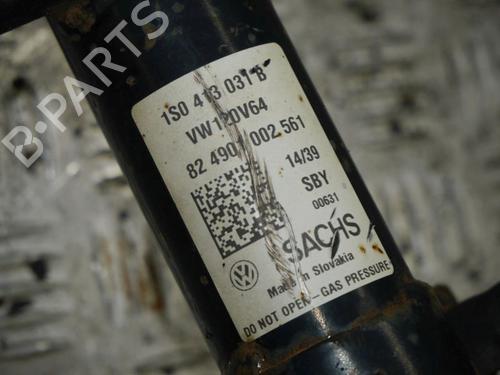 B-PARTS
1S0 413 031 B
VW120V64
82 4901 002 561
14/39
SBY
00631
SACHS
Made in Slovakia
DO NOT OPEN - GAS PRESSURE